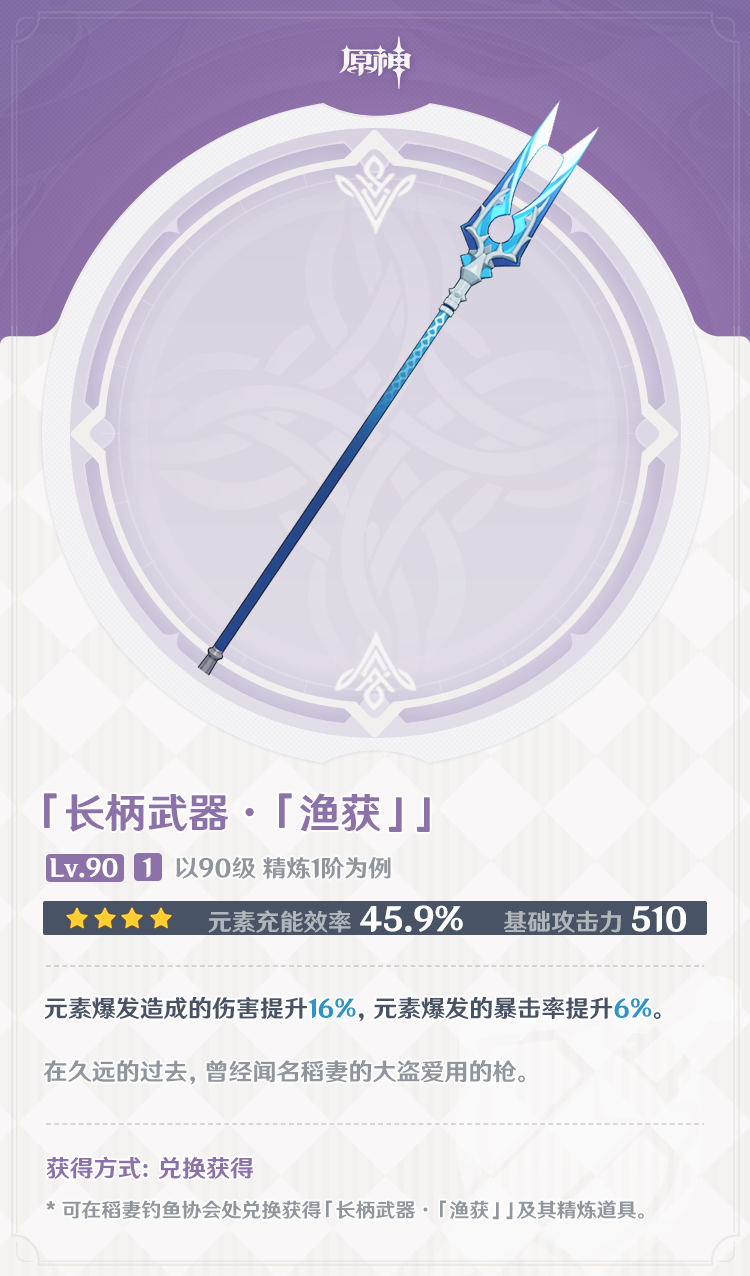 原神
「长柄武器·「渔获」」
Lv.90 1 以90级 精炼1阶为例
元素充能效率 45.9% 基础攻击力 510
元素爆发造成的伤害提升16%, 元素爆发的暴击率提升6%。
在久远的过去, 曾经闻名稻妻的大盗爱用的枪。
获得方式: 兑换获得
* 可在稻妻钓鱼协会处兑换获得「长柄武器·「渔获」」及其精炼道具。